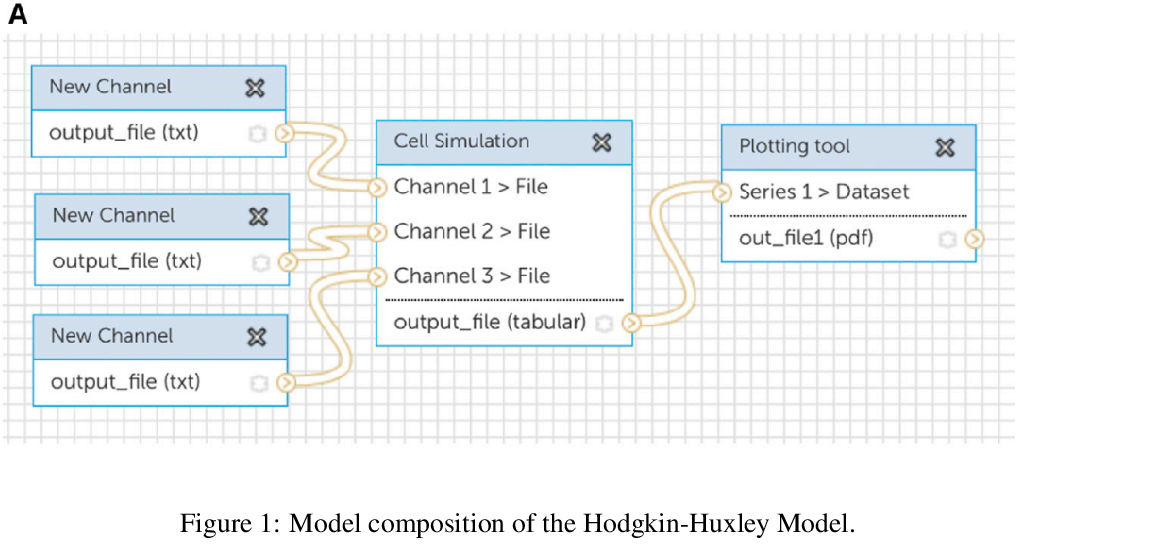 A
New Channel
output_file (txt)
New Channel
output_file (txt)
New Channel
output_file (txt)
Cell Simulation
Channel 1 > File
Channel 2 > File
Channel 3 > File
output_file (tabular)
Plotting tool
Series 1 > Dataset
out_file1 (pdf)
Figure 1: Model composition of the Hodgkin-Huxley Model.